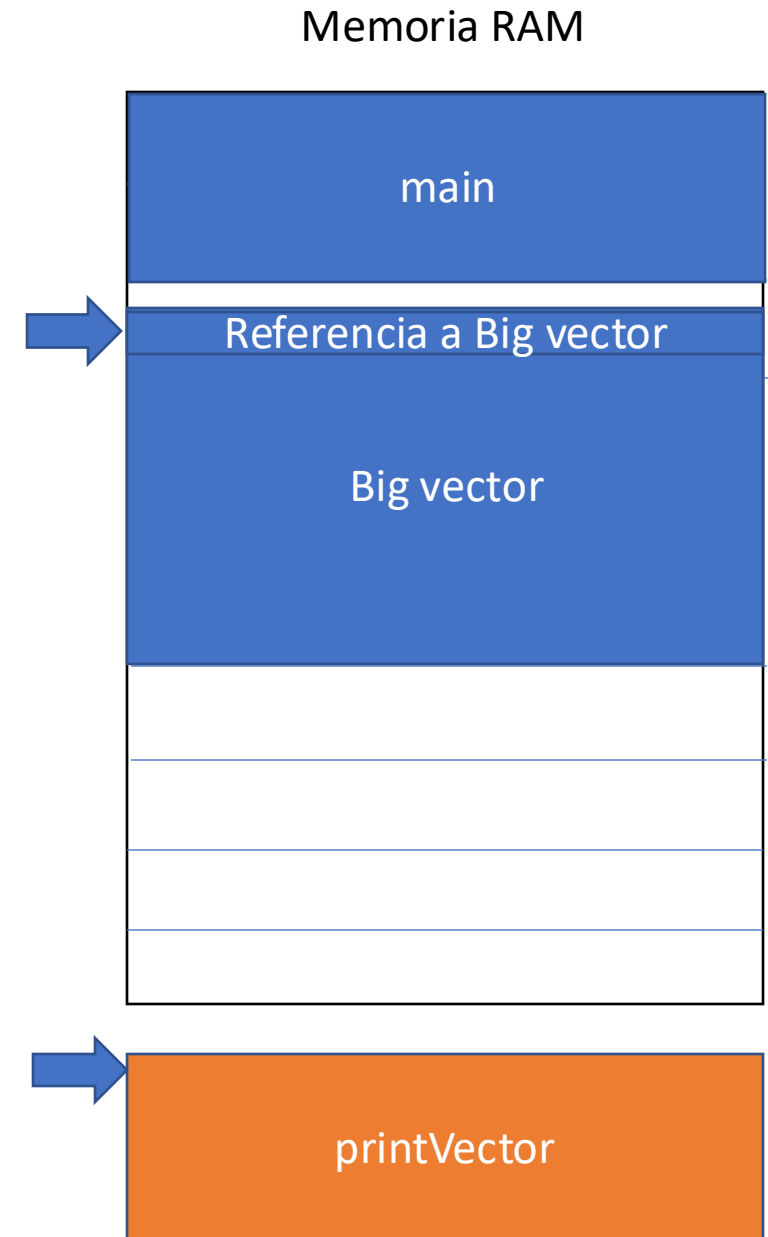 Memoria RAM
main
Referencia a Big vector
Big vector
printVector